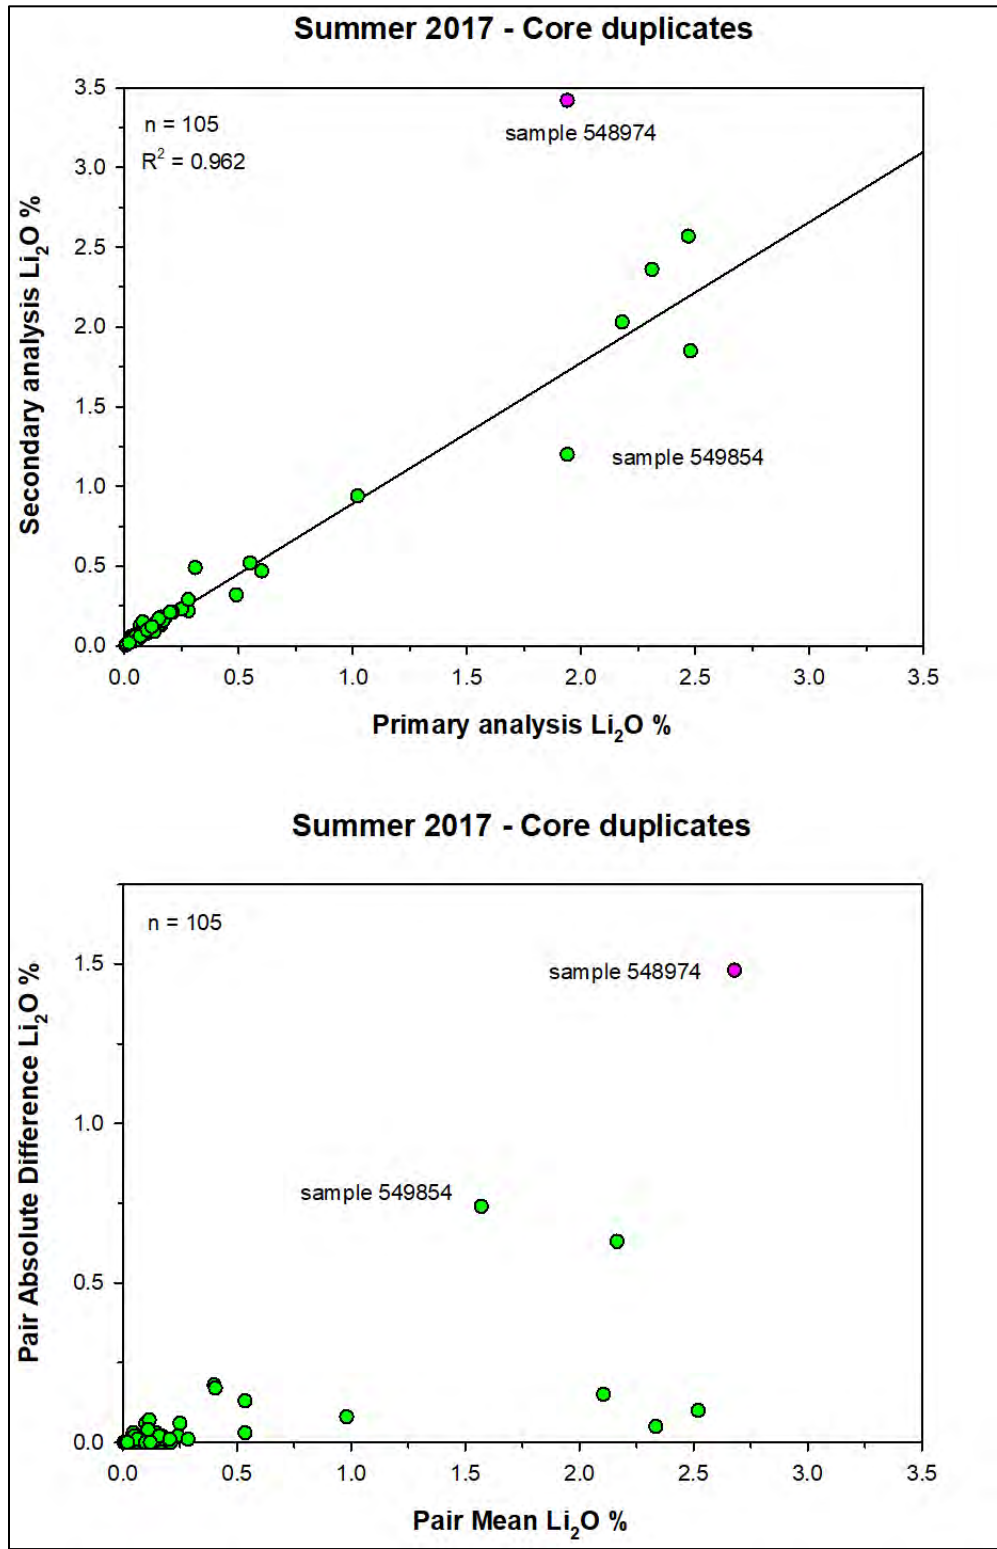 Summer 2017 - Core duplicates
3.5
3.0
2.5
2.0
1.5
1.0
0.5
0.0
Secondary analysis Li₂O %
n = 105
R² = 0.962
sample 548974
sample 549854
0.0 0.5 1.0 1.5 2.0 2.5 3.0 3.5
Primary analysis Li₂O %
Summer 2017 - Core duplicates
1.5
1.0
0.5
0.0
Pair Absolute Difference Li₂O %
n = 105
sample 548974
sample 549854
0.0 0.5 1.0 1.5 2.0 2.5 3.0 3.5
Pair Mean Li₂O %